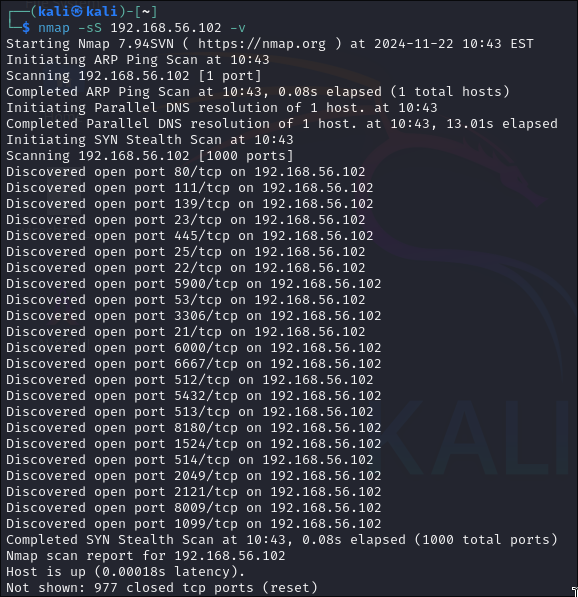 ┌──(kali㉿kali)-[~]
└─$ nmap -sS 192.168.56.102 -v
Starting Nmap 7.94SVN ( https://nmap.org ) at 2024-11-22 10:43 EST
Initiating ARP Ping Scan at 10:43
Scanning 192.168.56.102 [1 port]
Completed ARP Ping Scan at 10:43, 0.08s elapsed (1 total hosts)
Initiating Parallel DNS resolution of 1 host. at 10:43
Completed Parallel DNS resolution of 1 host. at 10:43, 13.01s elapsed
Initiating SYN Stealth Scan at 10:43
Scanning 192.168.56.102 [1000 ports]
Discovered open port 80/tcp on 192.168.56.102
Discovered open port 111/tcp on 192.168.56.102
Discovered open port 139/tcp on 192.168.56.102
Discovered open port 23/tcp on 192.168.56.102
Discovered open port 445/tcp on 192.168.56.102
Discovered open port 25/tcp on 192.168.56.102
Discovered open port 22/tcp on 192.168.56.102
Discovered open port 5900/tcp on 192.168.56.102
Discovered open port 53/tcp on 192.168.56.102
Discovered open port 3306/tcp on 192.168.56.102
Discovered open port 21/tcp on 192.168.56.102
Discovered open port 6000/tcp on 192.168.56.102
Discovered open port 6667/tcp on 192.168.56.102
Discovered open port 512/tcp on 192.168.56.102
Discovered open port 5432/tcp on 192.168.56.102
Discovered open port 513/tcp on 192.168.56.102
Discovered open port 8180/tcp on 192.168.56.102
Discovered open port 1524/tcp on 192.168.56.102
Discovered open port 514/tcp on 192.168.56.102
Discovered open port 2049/tcp on 192.168.56.102
Discovered open port 2121/tcp on 192.168.56.102
Discovered open port 8009/tcp on 192.168.56.102
Discovered open port 1099/tcp on 192.168.56.102
Completed SYN Stealth Scan at 10:43, 0.08s elapsed (1000 total ports)
Nmap scan report for 192.168.56.102
Host is up (0.00018s latency).
Not shown: 977 closed tcp ports (reset)
KALI